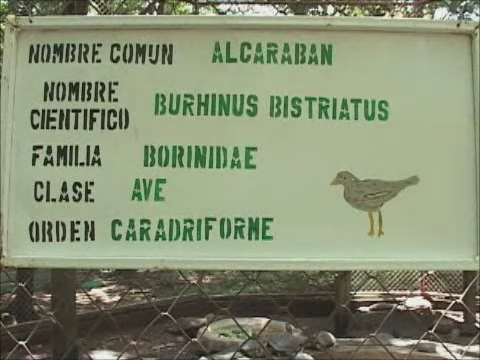 NOMBRE COMUN ALCARABAN
NOMBRE
CIENTIFICO BURHINUS BISTRIATUS
FAMILIA BORINIDAE
CLASE AVE
ORDEN CARADRIFORME